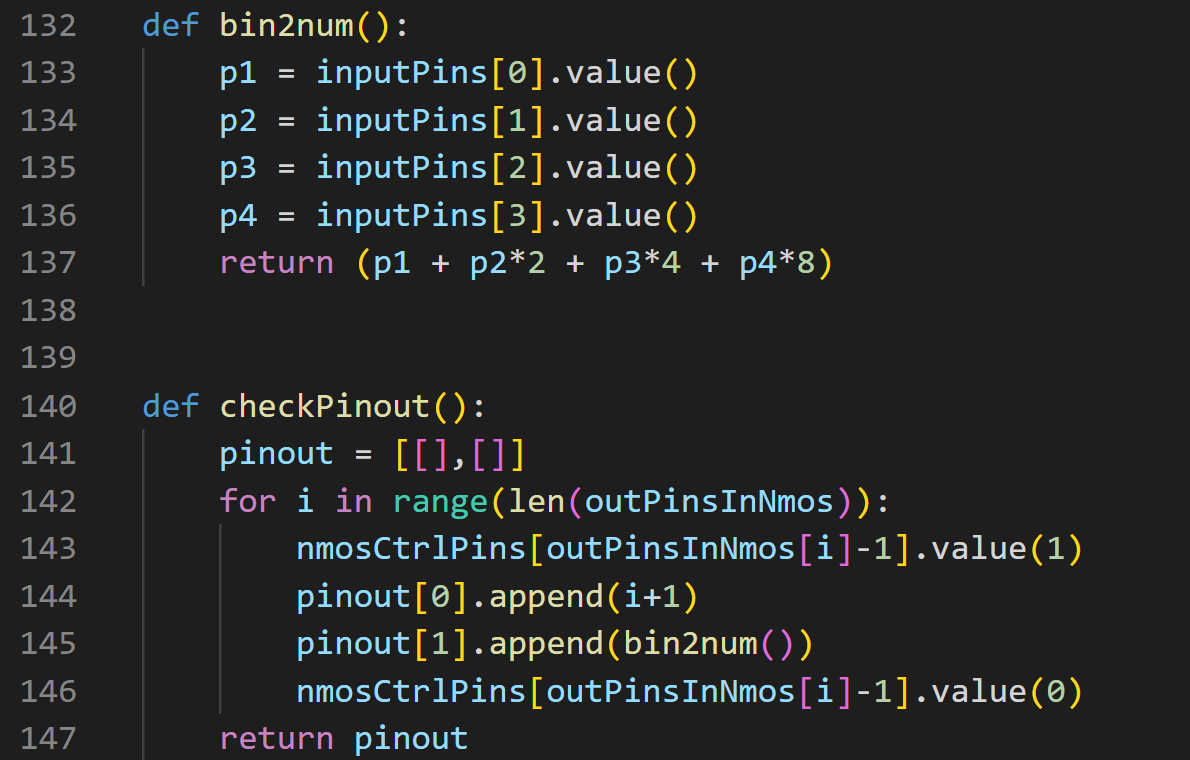 132 def bin2num():
133     p1 = inputPins[0].value()
134     p2 = inputPins[1].value()
135     p3 = inputPins[2].value()
136     p4 = inputPins[3].value()
137     return (p1 + p2*2 + p3*4 + p4*8)
138
139
140 def checkPinout():
141     pinout = [[],[]]
142     for i in range(len(outPinsInNmos)):
143         nmosCtrlPins[outPinsInNmos[i]-1].value(1)
144         pinout[0].append(i+1)
145         pinout[1].append(bin2num())
146         nmosCtrlPins[outPinsInNmos[i]-1].value(0)
147     return pinout